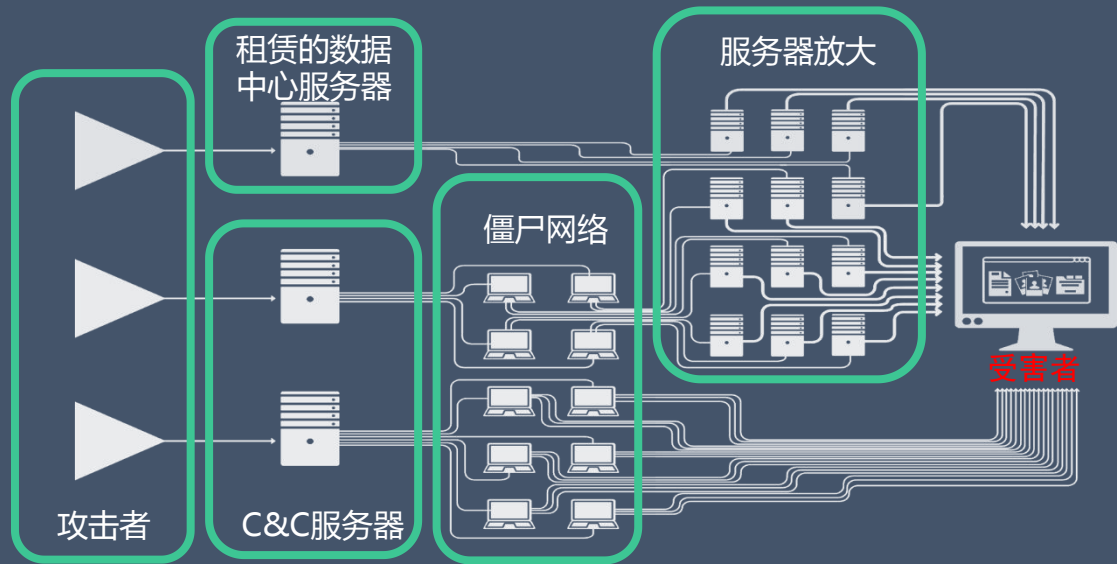 租赁的数据
中心服务器
服务器放大
僵尸网络
受害者
攻击者
C&C服务器